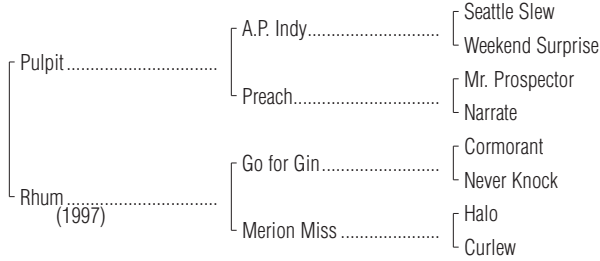 Seattle Slew
A.P. Indy..............................
Weekend Surprise
Pulpit..................................
Mr. Prospector
Preach.................................
Narrate
Cormorant
Go for Gin...........................
Never Knock
Rhum..................................
(1997)
Halo
Merion Miss ......................
Curlew